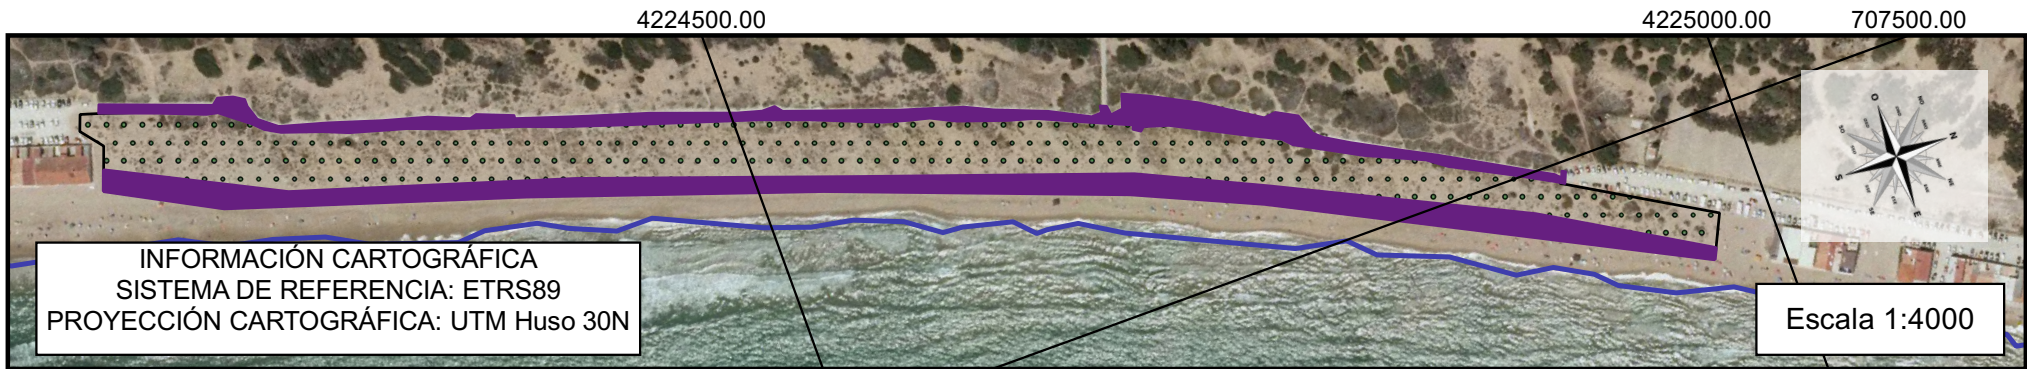 4224500.00
4225000.00
707500.00
O
N
S
E
INFORMACIÓN CARTOGRÁFICA
SISTEMA DE REFERENCIA: ETRS89
PROYECCIÓN CARTOGRÁFICA: UTM Huso 30N
Escala 1:4000